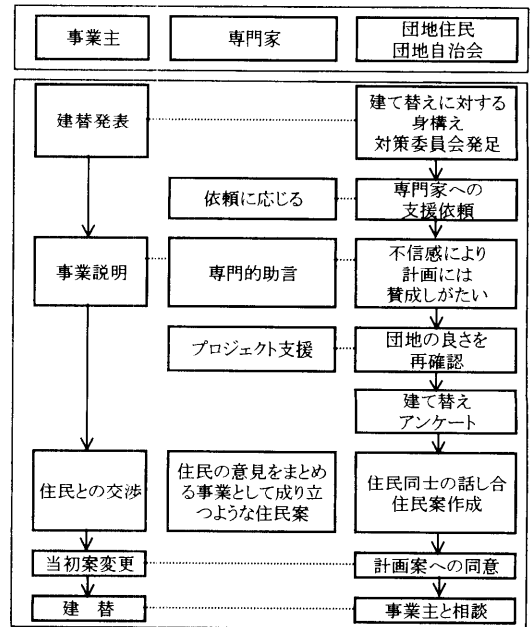 事業主
専門家
団地住民
団地自治会
建替発表
建て替えに対する
身構え
対策委員会発足
依頼に応じる
専門家への
支援依頼
事業説明
専門的助言
不信感により
計画には
賛成しがたい
プロジェクト支援
団地の良さを
再確認
建て替え
アンケート
住民との交渉
住民の意見をまとめ
る事業として成り立
つような住民案
住民同士の話し合
住民案作成
当初案変更
計画案への同意
建 替
事業主と相談